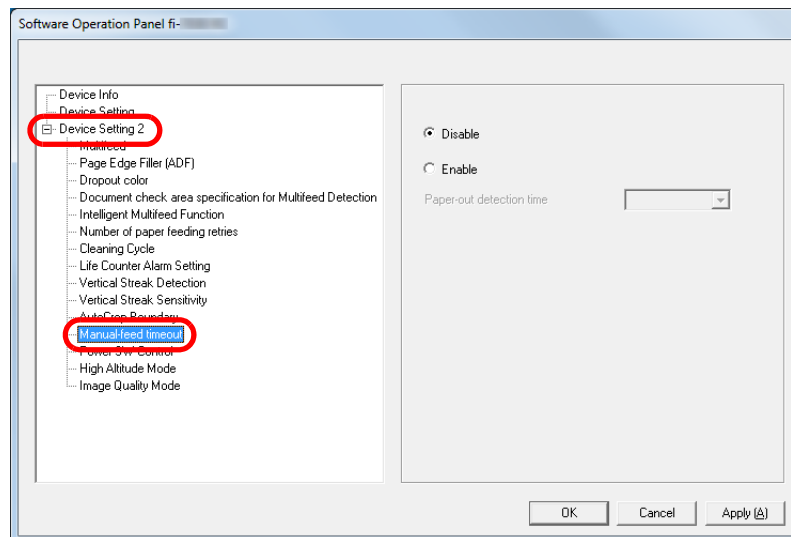 Software Operation Panel fi-
Device Info
Device Setting
Device Setting 2
Multifeed
Page Edge Filler (ADF)
Dropout color
Document check area specification for Multifeed Detection
Intelligent Multifeed Function
Number of paper feeding retries
Cleaning Cycle
Life Counter Alarm Setting
Vertical Streak Detection
Vertical Streak Sensitivity
AutoCrop Boundary
Manual-feed timeout
Power SW Control
High Altitude Mode
Image Quality Mode
Disable
Enable
Paper-out detection time
OK
Cancel
Apply (A)